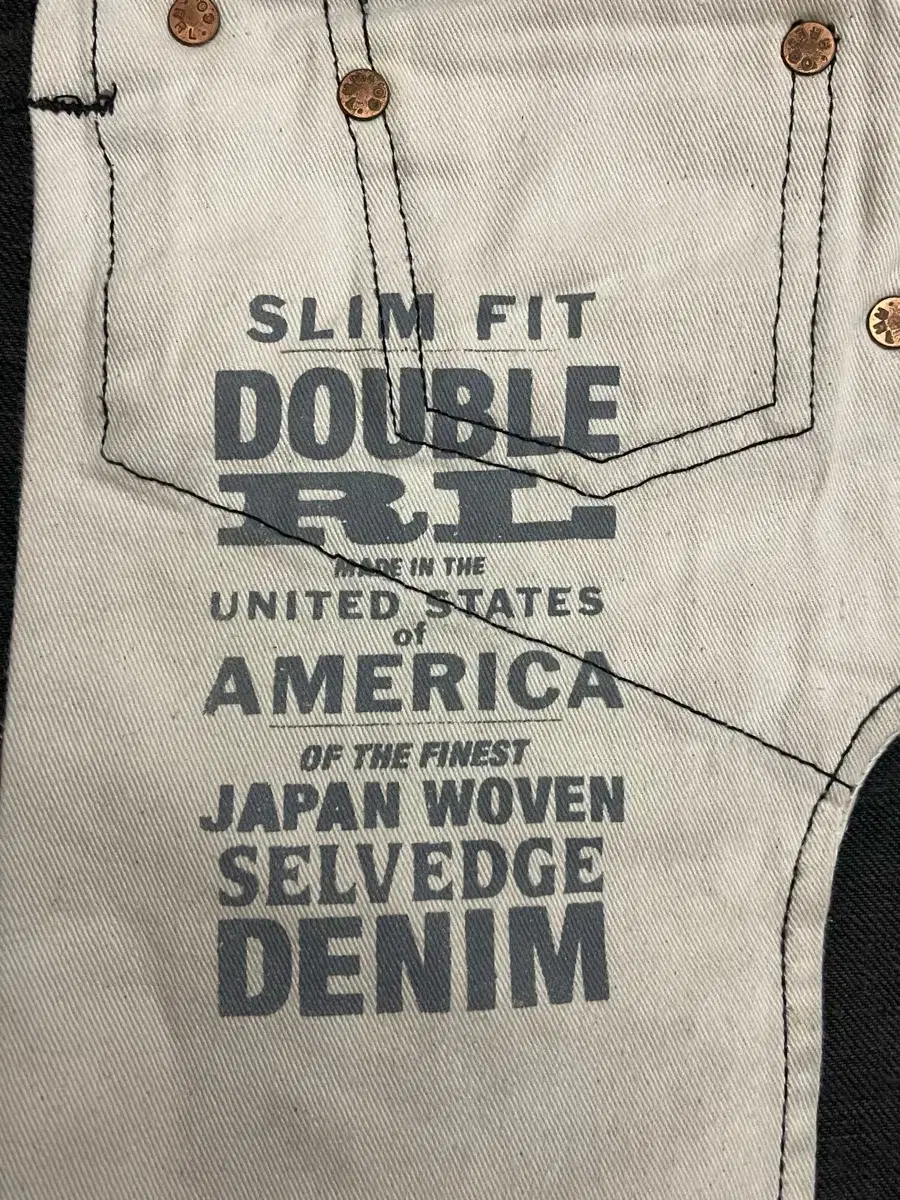 SLIM FIT
DOUBLE
RL
MADE IN THE
UNITED STATES
of
AMERICA
OF THE FINEST
JAPAN WOVEN
SELVEDGE
DENIM